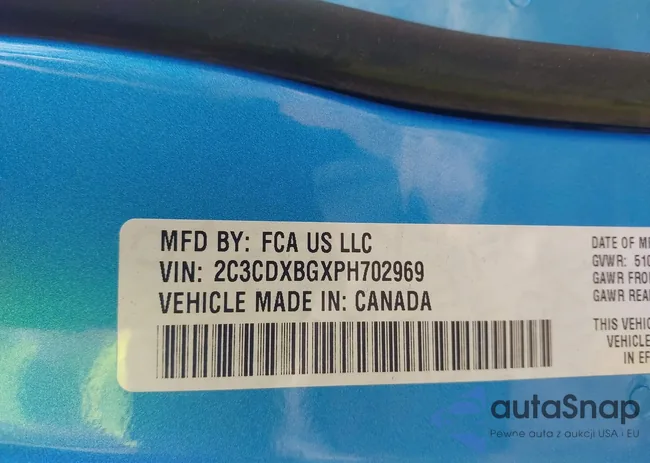 MFD BY: FCA US LLC
VIN: 2C3CDXBGXPH702969
VEHICLE MADE IN: CANADA
DATE OF M
GVWR: 510
GAWR FRO
GAWR REA
THIS VEHIC
VEHICLE
IN EF
autaSnap
Pewne auta z aukcji USA i EU